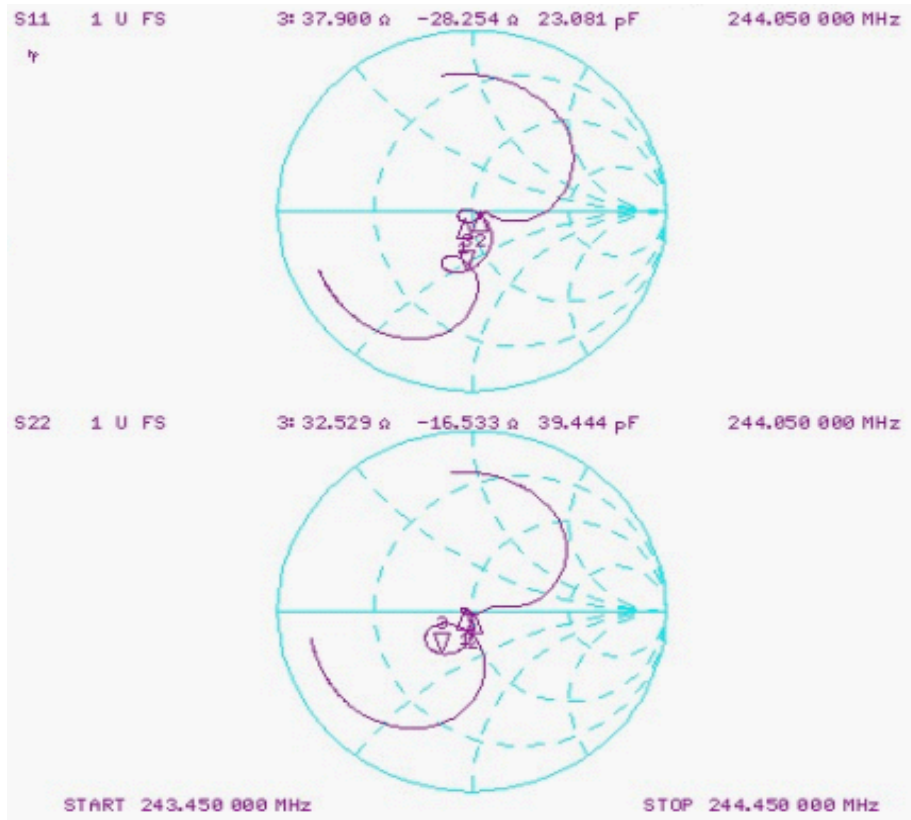 S11 1 U FS 3: 37.900 Ω -28.254 Ω 23.081 pF 244.050 000 MHz
S22 1 U FS 3: 32.529 Ω -16.533 Ω 39.444 pF 244.050 000 MHz
START 243.450 000 MHz STOP 244.450 000 MHz